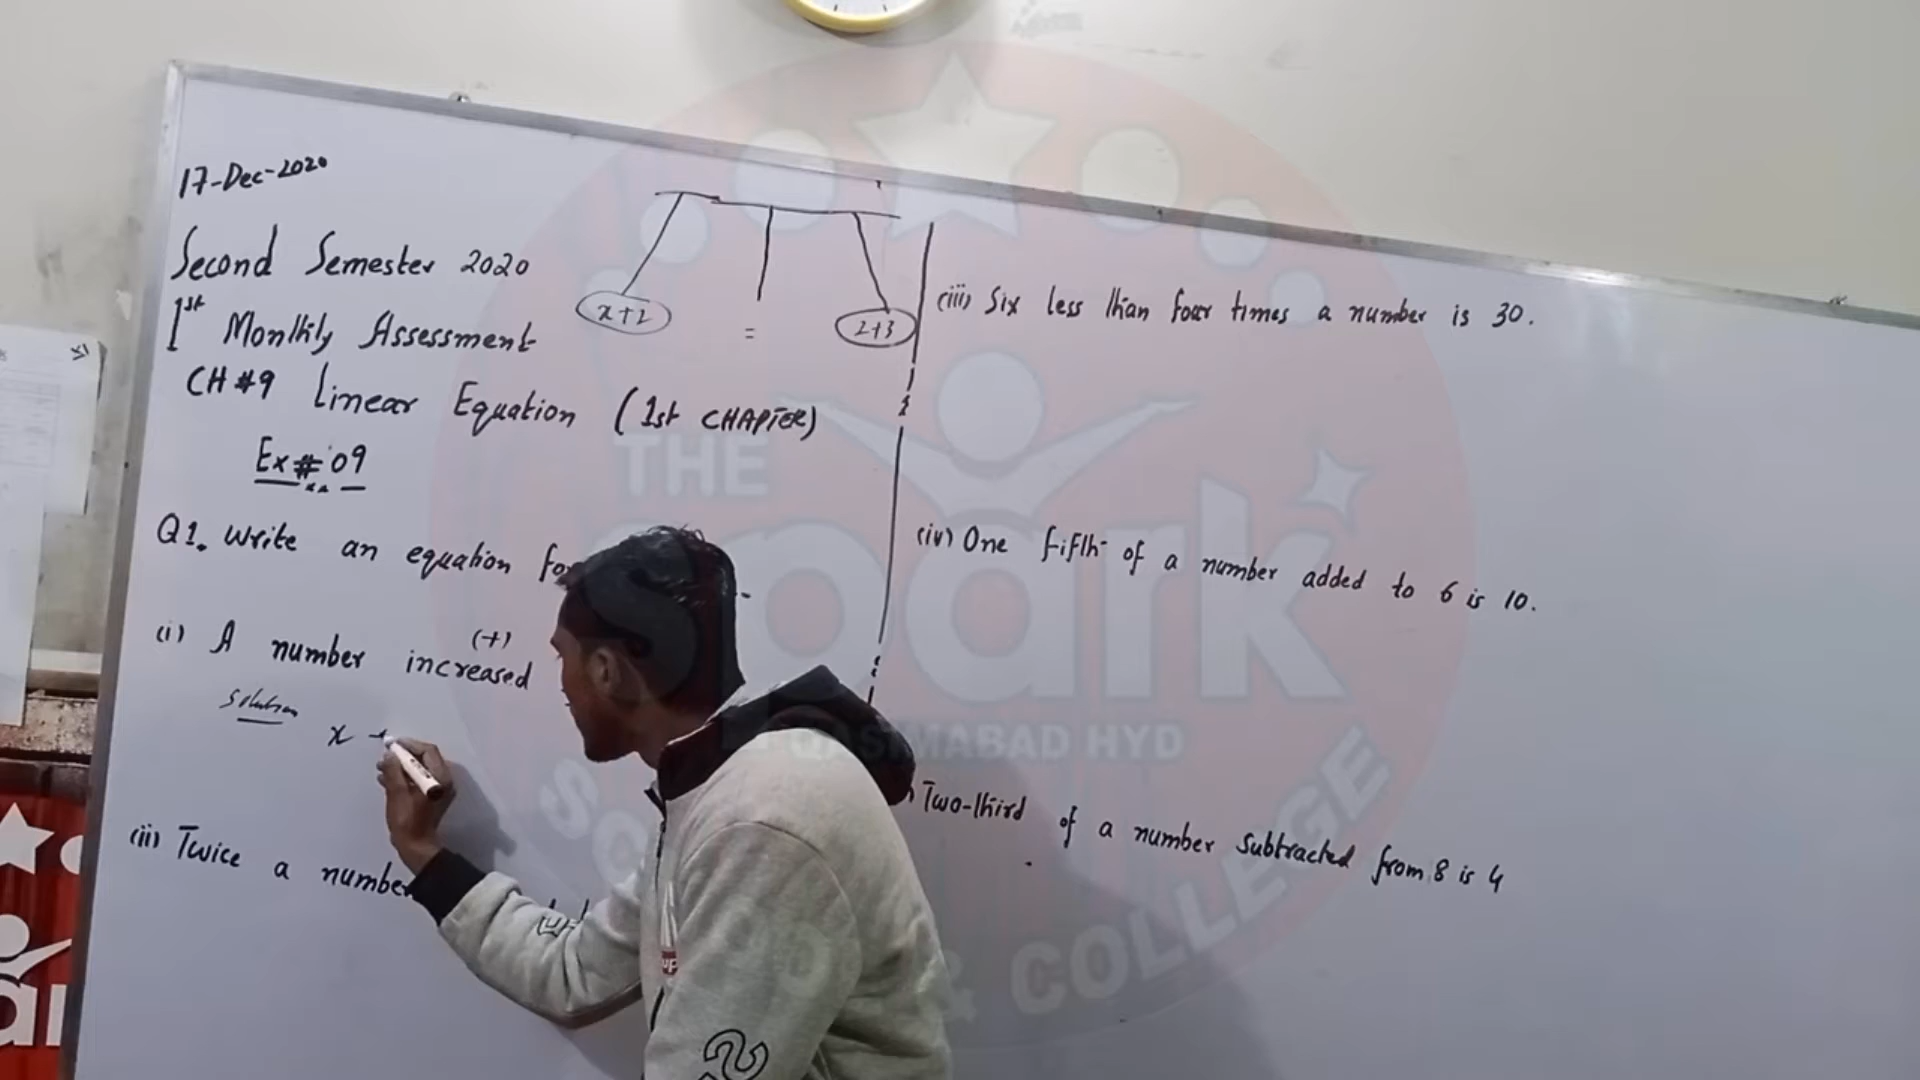 17-Dec-2020
Second Semester 2020
1st Monthly Assessment
CH#9 Linear Equation (1st CHAPTER)
Ex# 09
x+2 = 2+3
Q1. Write an equation for
(i) A number increased
(+)
Solution
x
(ii) Twice a number
(iii) Six less than four times a number is 30.
(iv) One fifth of a number added to 6 is 10.
Two-third of a number subtracted from 8 is 4
THE
Spark
QASIMABAD HYD
& COLLEGE